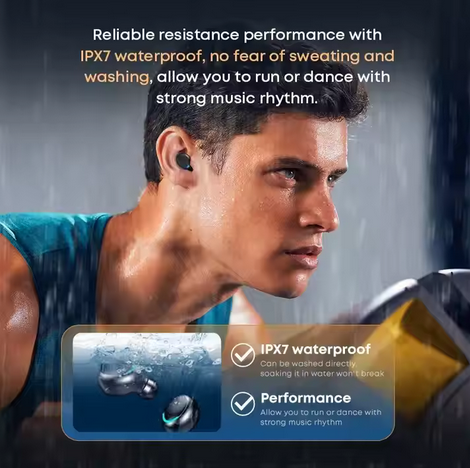 Reliable resistance performance with
IPX7 waterproof, no fear of sweating and
washing, allow you to run or dance with
strong music rhythm.
IPX7 waterproof
Can be washed directly
soaking it in water won't break
Performance
Allow you to run or dance with
strong music rhythm